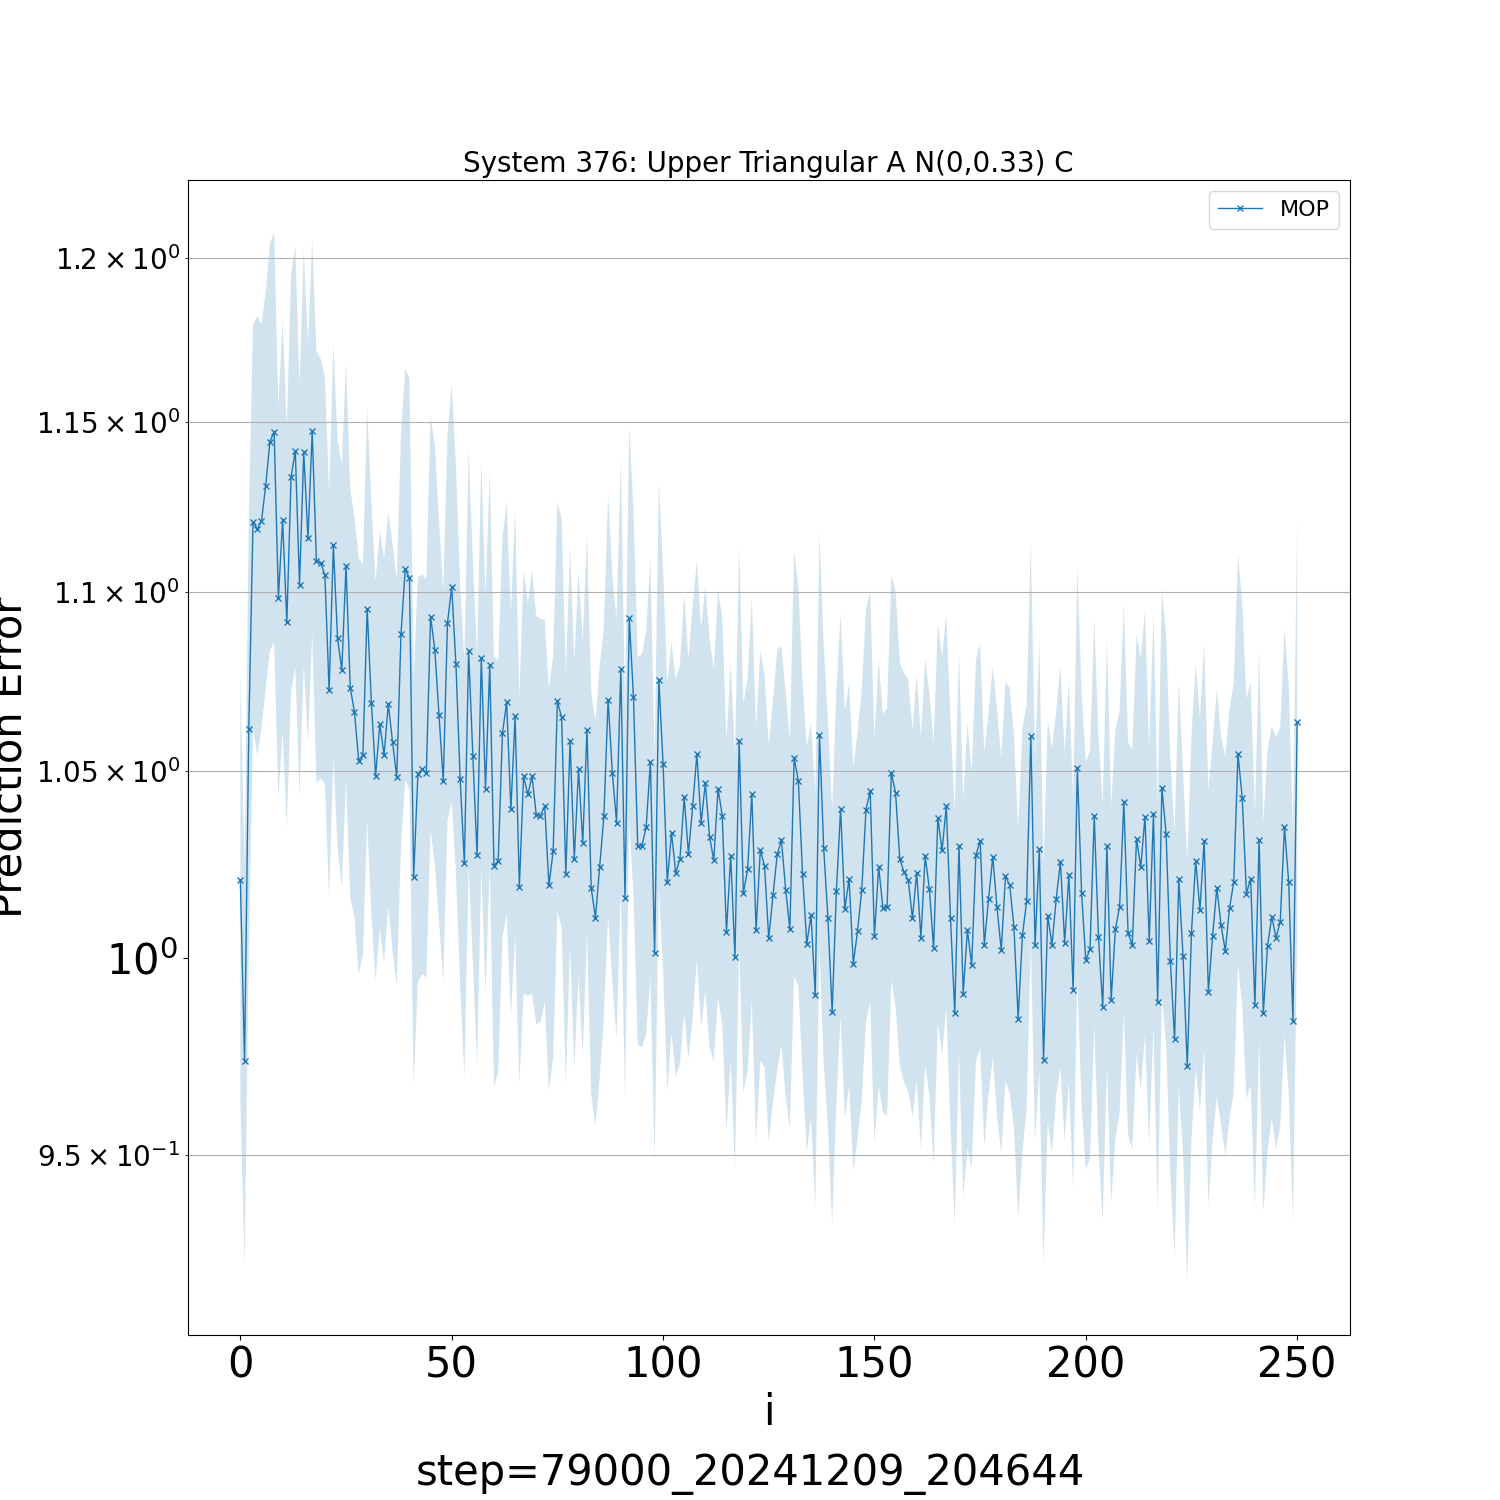 System 376: Upper Triangular A N(0,0.33) C
MOP
1.2 × 10⁰
1.15 × 10⁰
1.1 × 10⁰
1.05 × 10⁰
10⁰
9.5 × 10⁻¹
Prediction Error
0 50 100 150 200 250
i
step=79000_20241209_204644